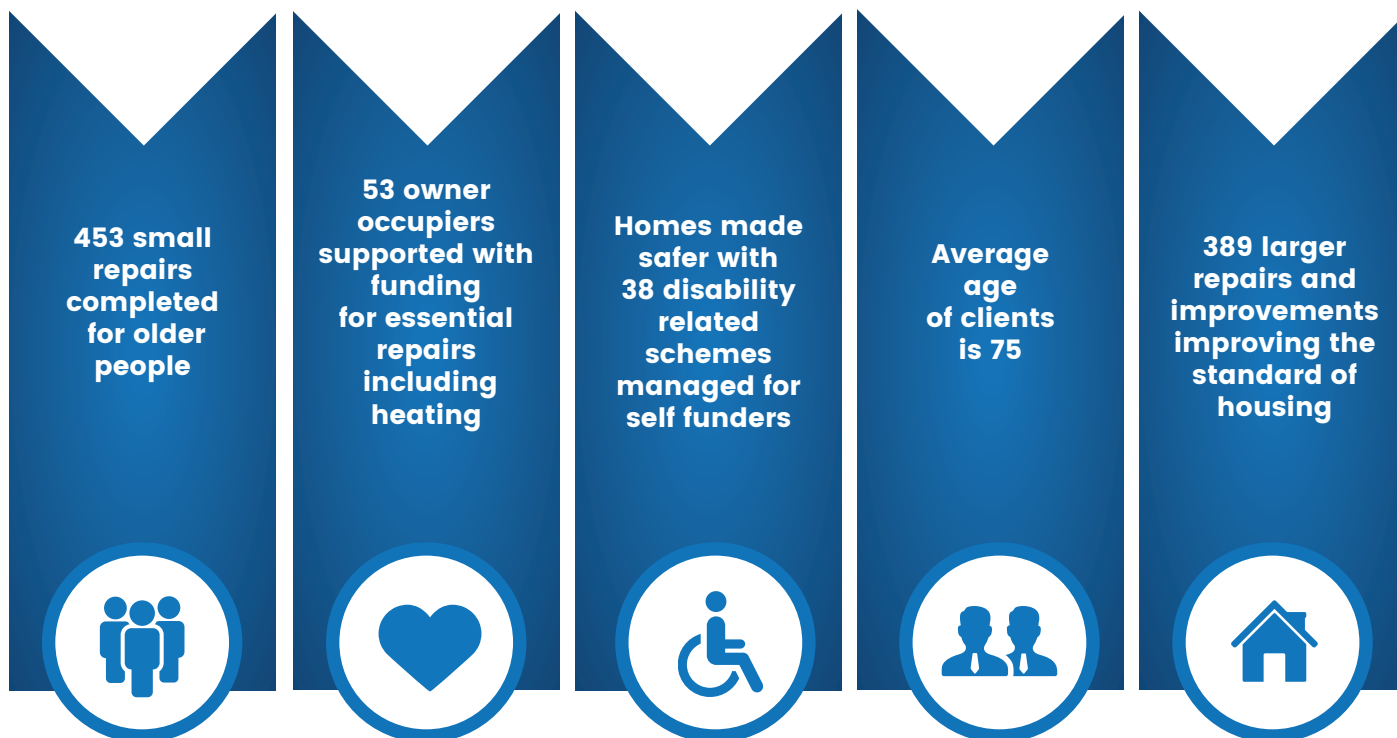 453 small
repairs
completed
for older
people
53 owner
occupiers
supported with
funding
for essential
repairs
including
heating
Homes made
safer with
38 disability
related
schemes
managed for
self funders
Average
age
of clients
is 75
389 larger
repairs and
improvements
improving the
standard of
housing